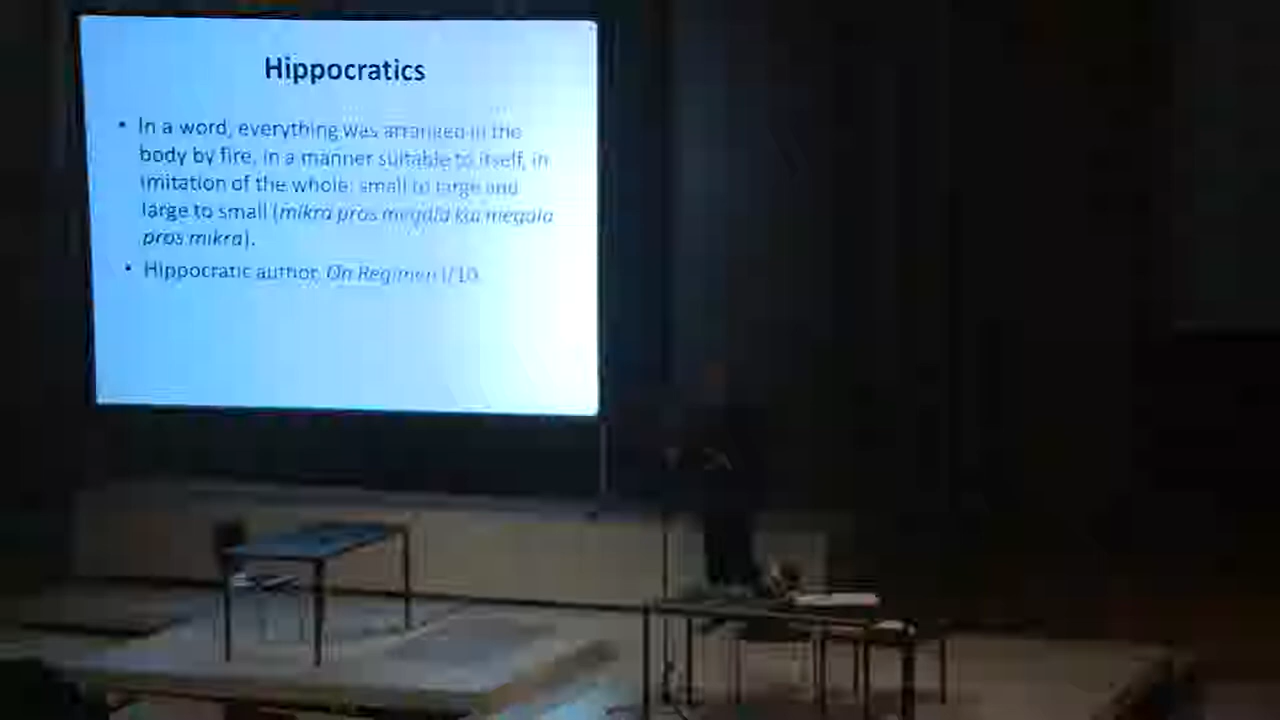 Hippocratics
• In a word, everything was arranged in the
body by fire, in a manner suitable to itself, in
imitation of the whole: small to large and
large to small (mikra pros megala kai megala
pros mikra).
• Hippocratic author, On Regimen I/10.